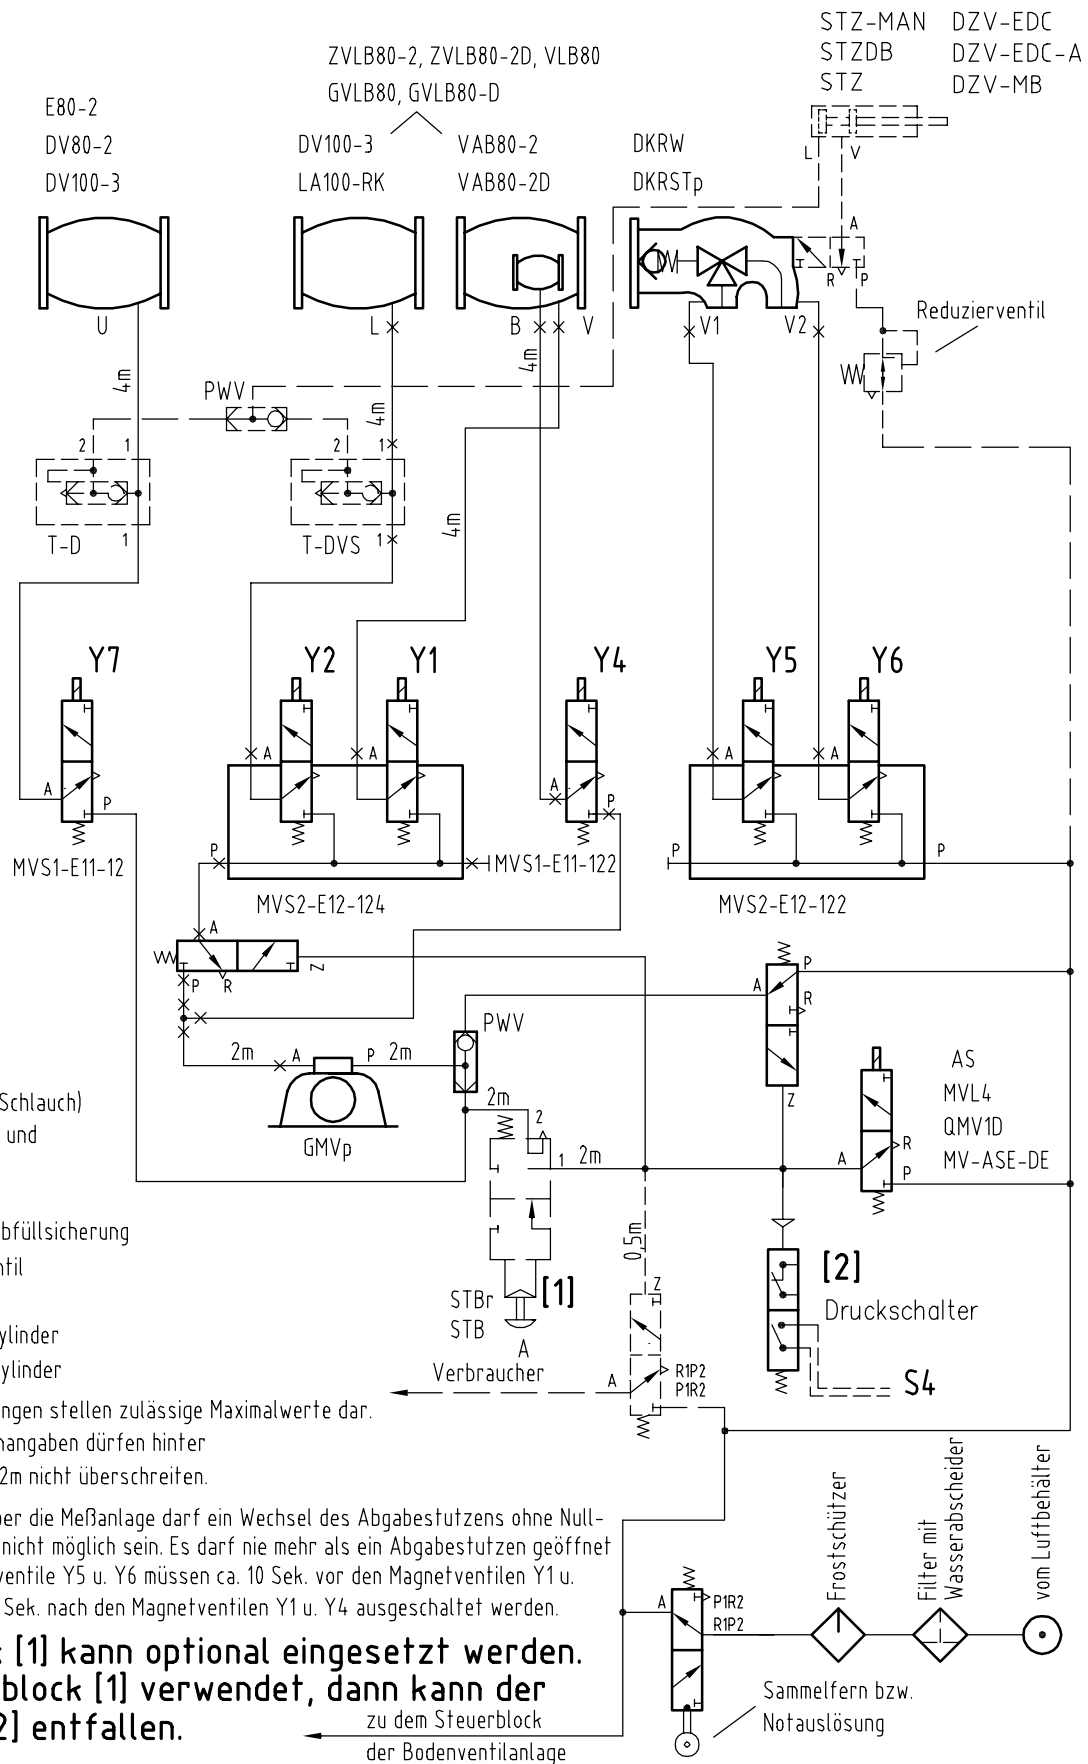 STZ-MAN DZV-EDC
STZDB DZV-EDC-A
STZ DZV-MB
ZVLB80-2, ZVLB80-2D, VLB80
GVLB80, GVLB80-D
E80-2
DV80-2
DV100-3
DV100-3
LA100-RK
VAB80-2
VAB80-2D
DKRW
DKRSTp
L V
A
R P
U
L
B V
V1 V2
Reduzierventil
4m
4m
4m
4m
PWV
2 1
2 1
T-D 1
T-DVS 1
Y7 Y2 Y1 Y4 Y5 Y6
A P
A A
A P
A A
P
P P
MVS1-E11-12
MVS1-E11-122
MVS2-E12-124
MVS2-E12-122
A
P R Z
P
A
R
Z
PWV
2m A P 2m
GMVp
2m
2
1 2m
A R
P
AS
MVL4
QMV1D
MV-ASE-DE
Schlauch)
und
bfüllsicherung
ntil
ylinder
ylinder
0,5m
[1]
STBr
STB
A
[2]
Druckschalter
S4
Z
Verbraucher
A R1P2
P1R2
ngen stellen zulässige Maximalwerte dar.
nangaben dürfen hinter
2m nicht überschreiten.
ber die Meßanlage darf ein Wechsel des Abgabestutzens ohne Null-
nicht möglich sein. Es darf nie mehr als ein Abgabestutzen geöffnet
ventile Y5 u. Y6 müssen ca. 10 Sek. vor den Magnetventilen Y1 u.
Sek. nach den Magnetventilen Y1 u. Y4 ausgeschaltet werden.
[1] kann optional eingesetzt werden.
block [1] verwendet, dann kann der
2] entfallen.
Frostschützer
Filter mit
Wasserabscheider
vom Luftbehälter
A P1R2
R1P2
Sammelfern bzw.
Notauslösung
zu dem Steuerblock
der Bodenventilanlage